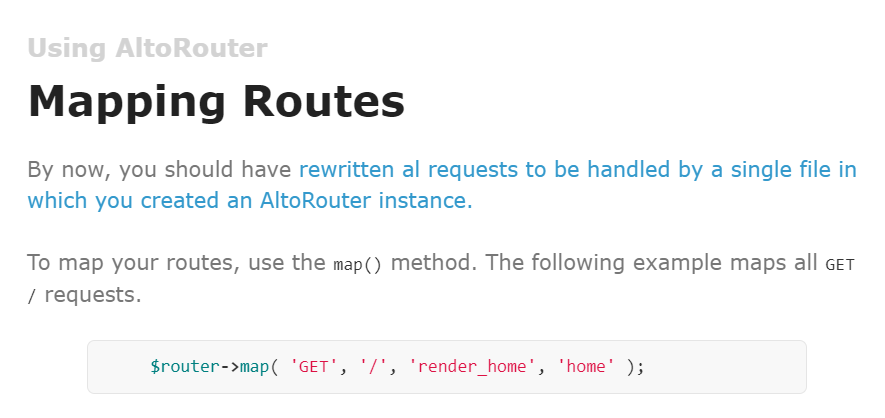 Using AltoRouter
Mapping Routes
By now, you should have rewritten al requests to be handled by a single file in
which you created an AltoRouter instance.
To map your routes, use the map() method. The following example maps all GET
/ requests.
$router->map( 'GET', '/', 'render_home', 'home' );